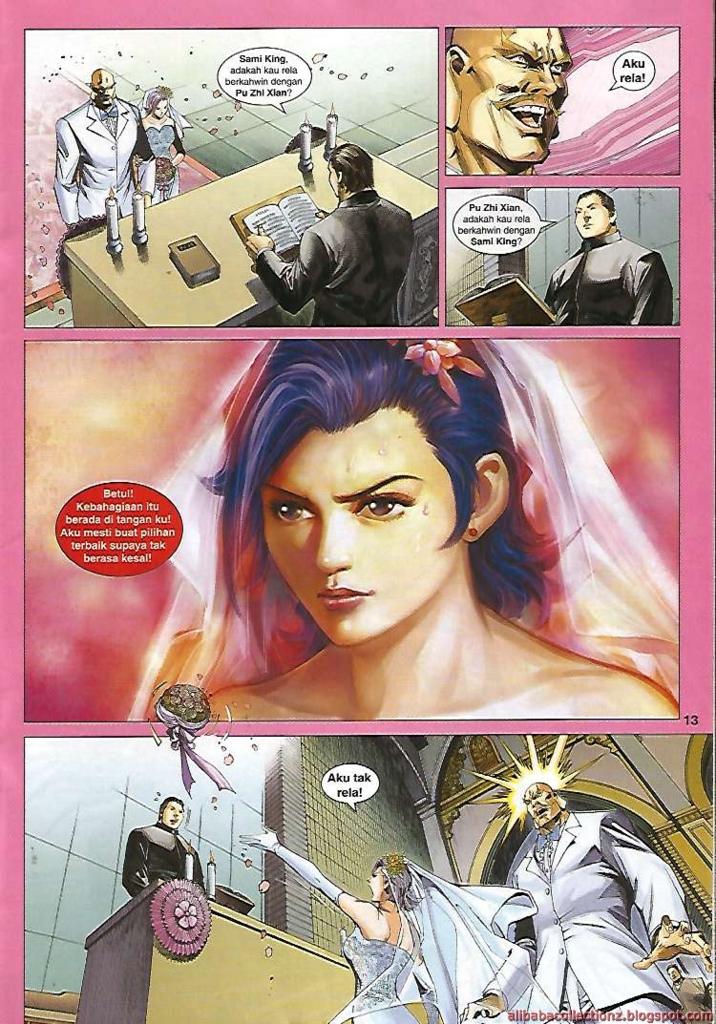 Sami King,
adakah kau rela
berkahwin dengan
Pu Zhi Xian?
Aku
rela!
Pu Zhi Xian,
adakah kau rela
berkahwin dengan
Sami King?
Betul!
Kebahagiaan itu
berada di tangan ku!
Aku mesti buat pilihan
terbaik supaya tak
berasa kesal!
13
Aku tak
rela!
alibabacollectionz.blogspot.com